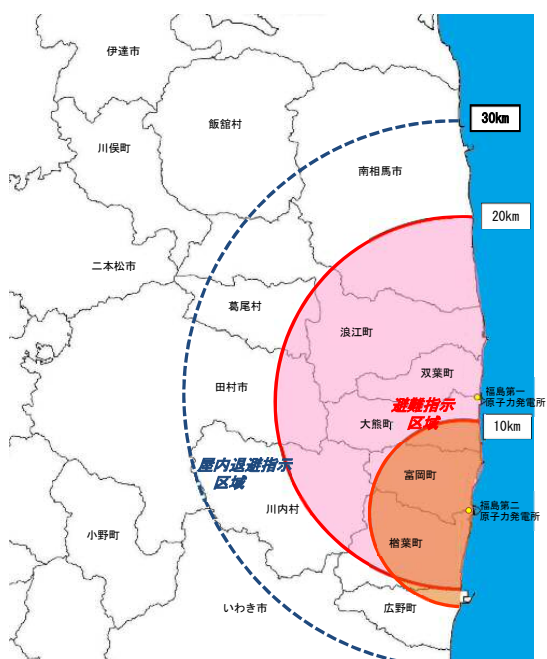 伊達市
飯舘村
30km
川俣町
南相馬市
20km
二本松市
葛尾村
浪江町
双葉町
田村市
福島第一
原子力発電所
避難指示
区域
大熊町
10km
屋内退避指示
区域
富岡町
川内村
福島第二
原子力発電所
小野町
楢葉町
いわき市
広野町